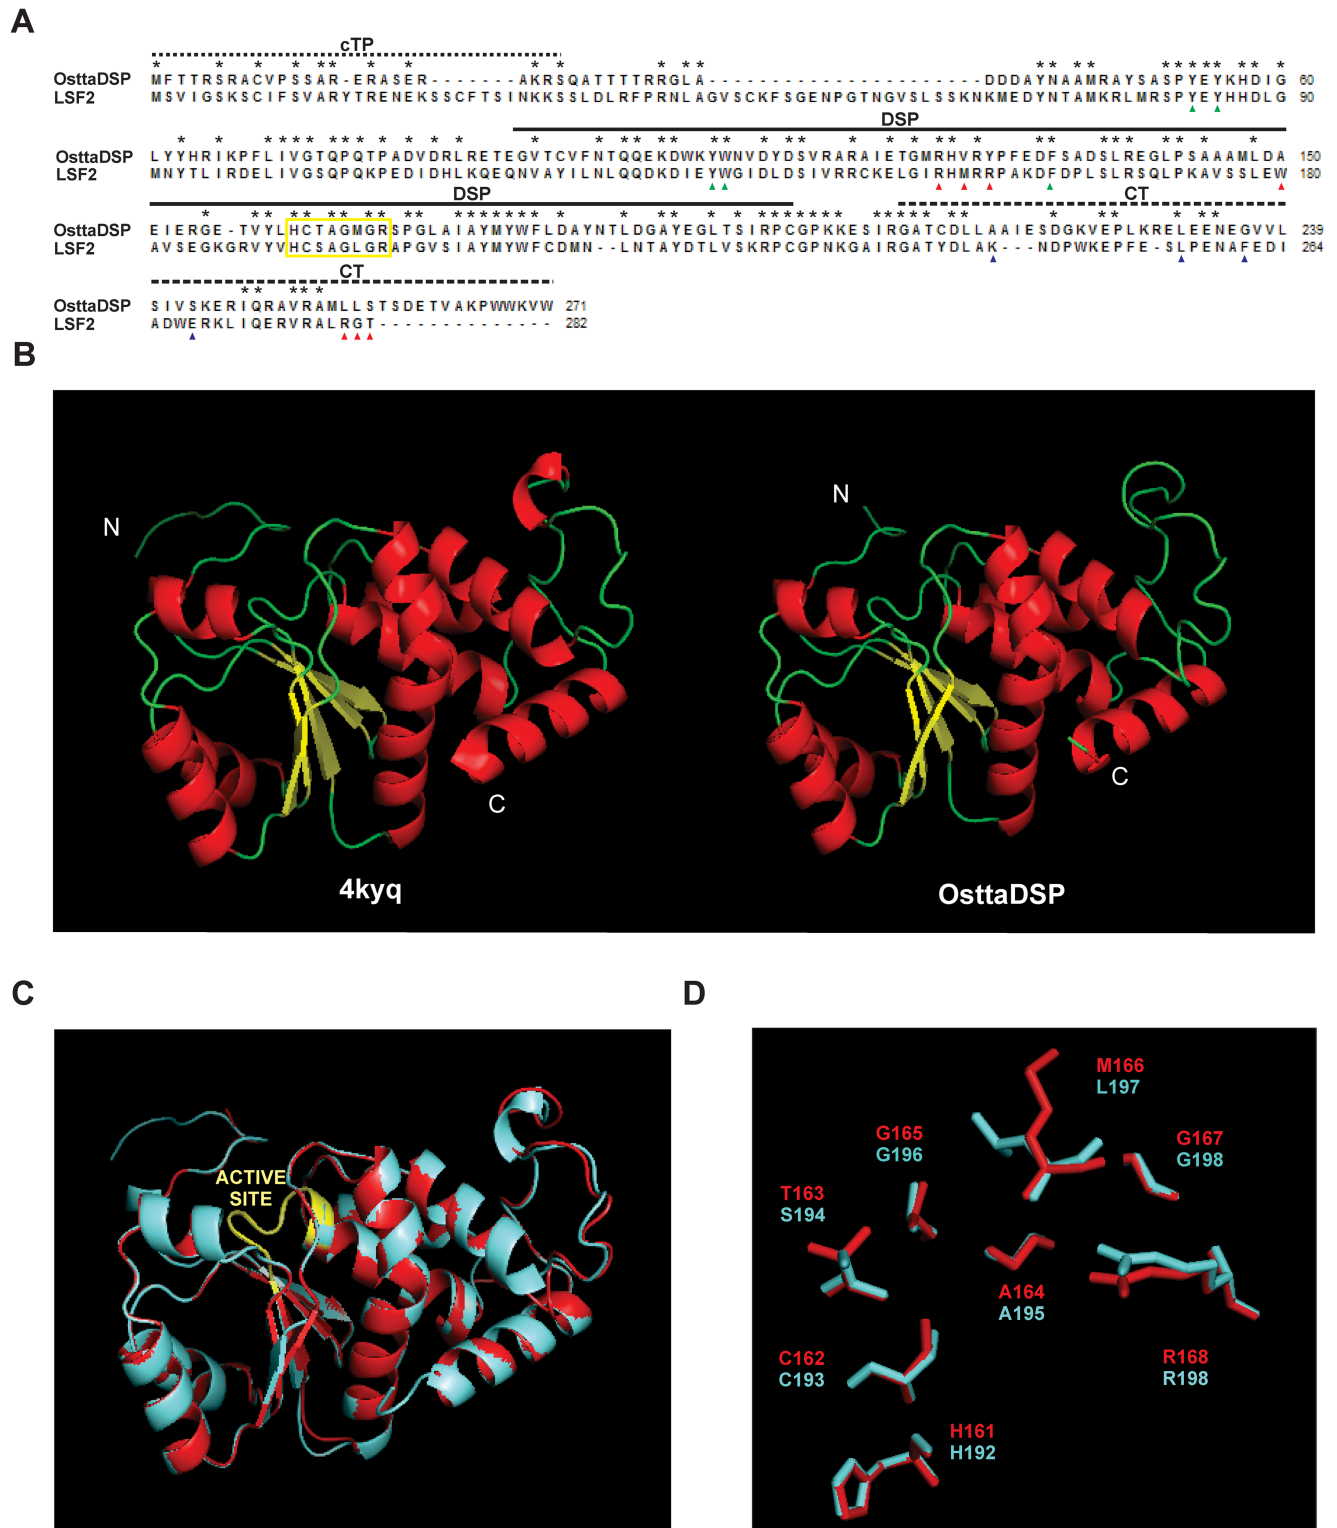 A
cTP
* * * * * * * * * * * * * * * * * * * * * * * * * * *
OsttaDSP MFTTRSRACVPSSAR-ERASER-------AKRSQATTTTRRGLA----------------------DDDAYNAAMRAYSASPYEYKHDIG 60
LSF2 MSVIGSKSCIFSVARYTRENEKSSCFTSINKKSSLDLRFPRNLAGVSCKFSGENPGTNGVSLSSKNKMEDYNTAMKRLMRSPYEYHHDLG 90
DSP
OsttaDSP LYYHRIKPFLIVGTQPQTPADVDRLRETEGVTCVFNTQQEKDWKYWNVDYDSVRARAIETGMRHVRYPFEDFSADSLREGLPSAAAMLDA 150
LSF2 MNYTLIRDELIVGSQPQKPEDIDHLKQEQNVAYILNLQQDKDIEYWGIDLDSIVRRCKELGIRHMRRPAKDFDPLSLRSQLPKAVSSLEW 180
DSP
CT
OsttaDSP EIERGE-TVYLHCTAGMGRSPGLAIAYMYWFLDAYNTLDGAYEGLTSIRPCGPKKESIRGATCDLLAAIESDGKVEPLKRELEENEGVVL 239
LSF2 AVSEGKGRVYVHCSAGLGRAPGVSIAYMYWFCDMN-LNTAYDTLVSKRPCGPNKGAIRGATYDLAK---NDPWKEPFE-SLPENAFEDI 264
CT
OsttaDSP SIVSKERIQRAVRAMLLSTSDETVAKPWWKVW 271
LSF2 ADWERKLIQERVRALRGT-------------- 282
B
N
N
C
C
4kyq
OsttaDSP
C
D
ACTIVE
SITE
M166
L197
G165
G196
G167
G198
T163
S194
A164
A195
C162
C193
R168
R198
H161
H192